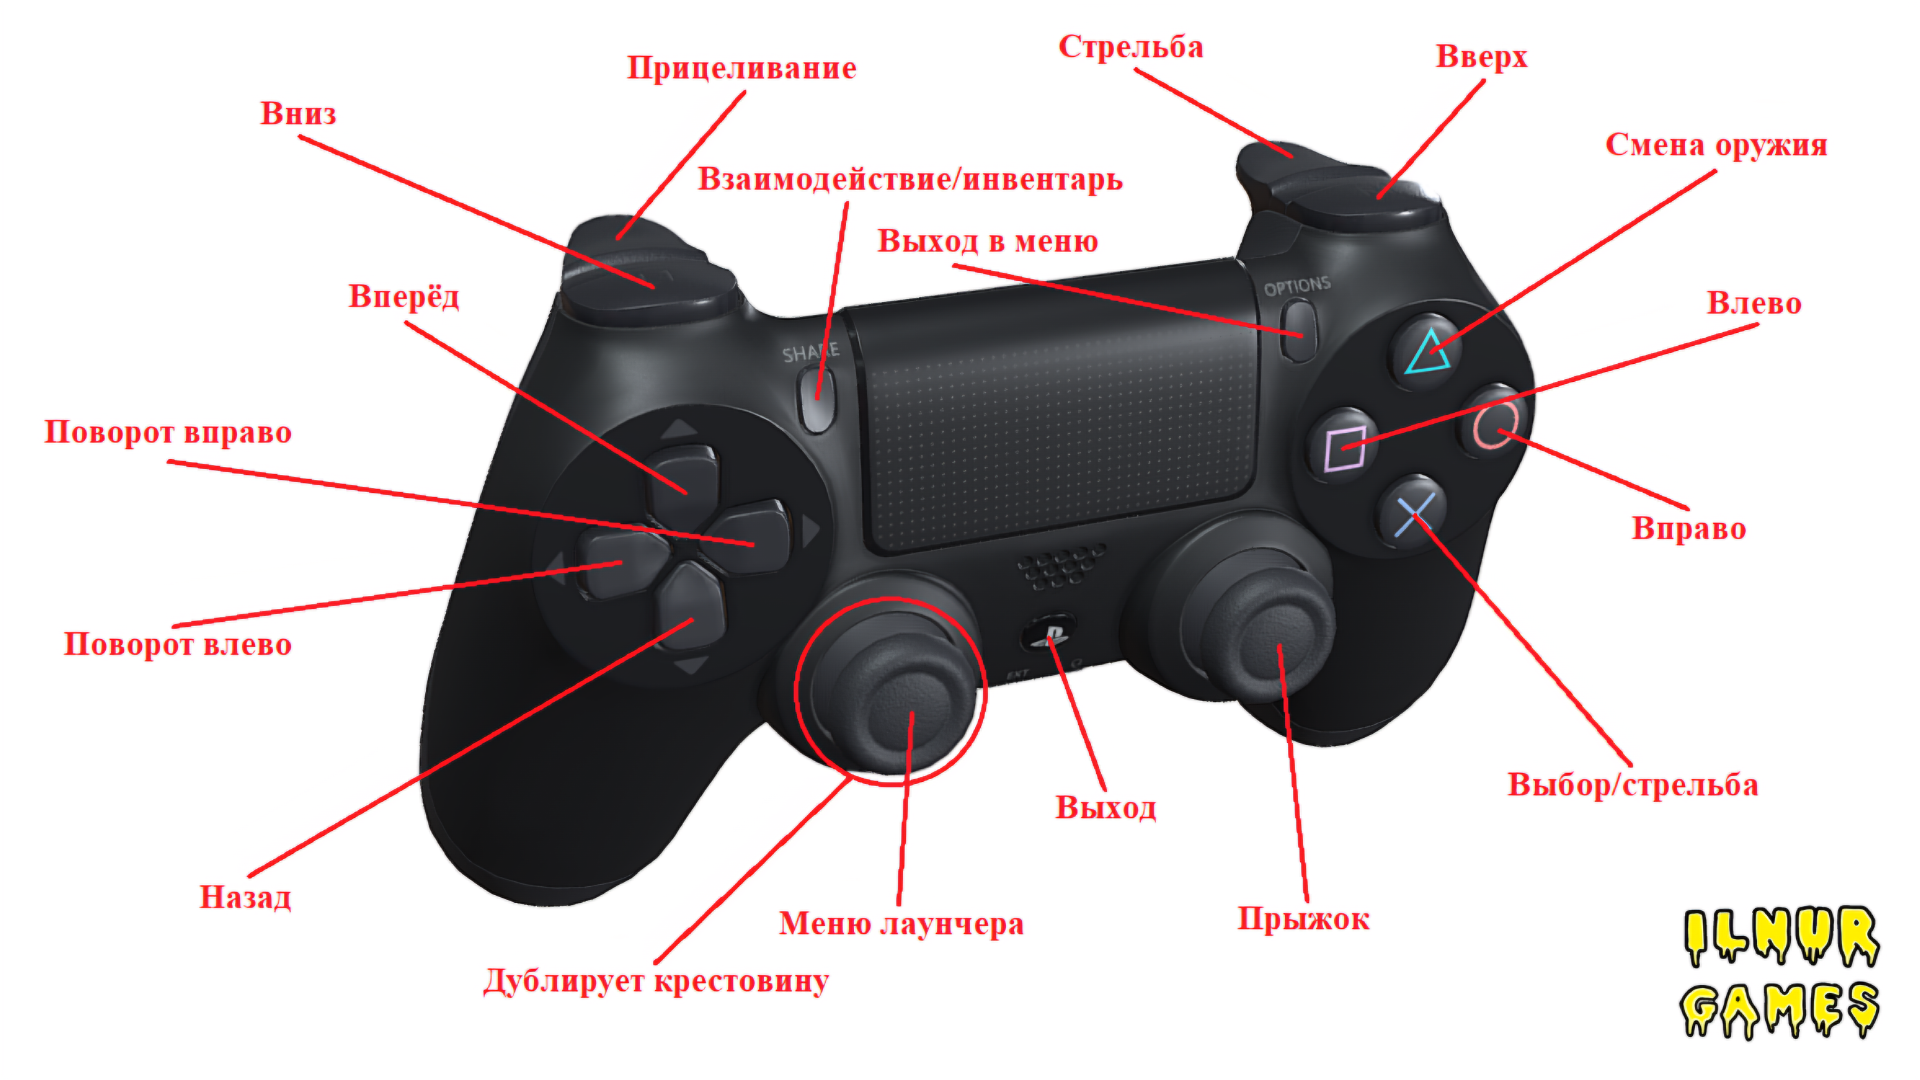 Стрельба
Вверх
Прицеливание
Вниз
Смена оружия
Взаимодействие/инвентарь
Выход в меню
OPTIONS
Вперёд
Влево
SHARE
Поворот вправо
Вправо
Поворот влево
EXT
Выбор/стрельба
Выход
Назад
Меню лаунчера
Прыжок
Дублирует крестовину
ILNUR
GAMES